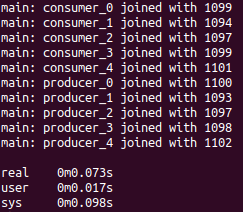 main: consumer_0 joined with 1099
main: consumer_1 joined with 1094
main: consumer_2 joined with 1097
main: consumer_3 joined with 1099
main: consumer_4 joined with 1101
main: producer_0 joined with 1100
main: producer_1 joined with 1093
main: producer_2 joined with 1097
main: producer_3 joined with 1098
main: producer_4 joined with 1102
real 0m0.073s
user 0m0.017s
sys 0m0.098s